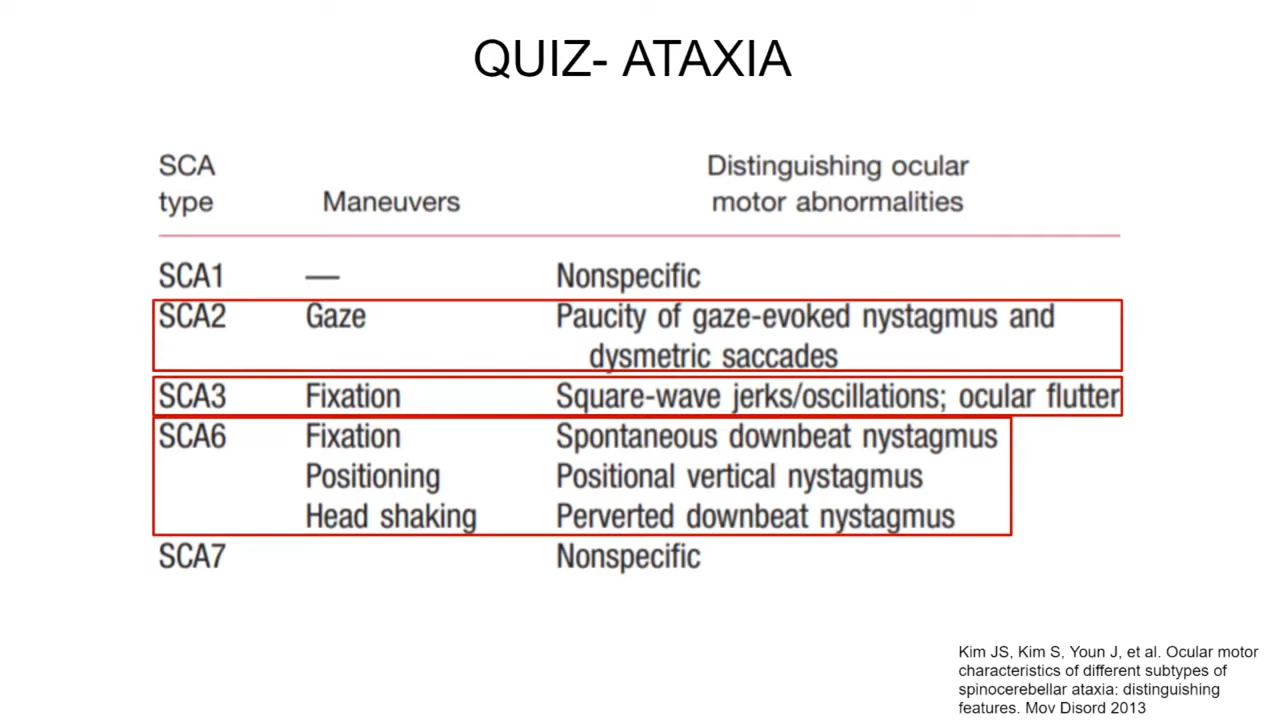 QUIZ- ATAXIA
SCA type Maneuvers Distinguishing ocular motor abnormalities
SCA1 — Nonspecific
SCA2 Gaze Paucity of gaze-evoked nystagmus and
dysmetric saccades
SCA3 Fixation Square-wave jerks/oscillations; ocular flutter
SCA6 Fixation Spontaneous downbeat nystagmus
Positioning Positional vertical nystagmus
Head shaking Perverted downbeat nystagmus
SCA7 Nonspecific
Kim JS, Kim S, Youn J, et al. Ocular motor
characteristics of different subtypes of
spinocerebellar ataxia: distinguishing
features. Mov Disord 2013